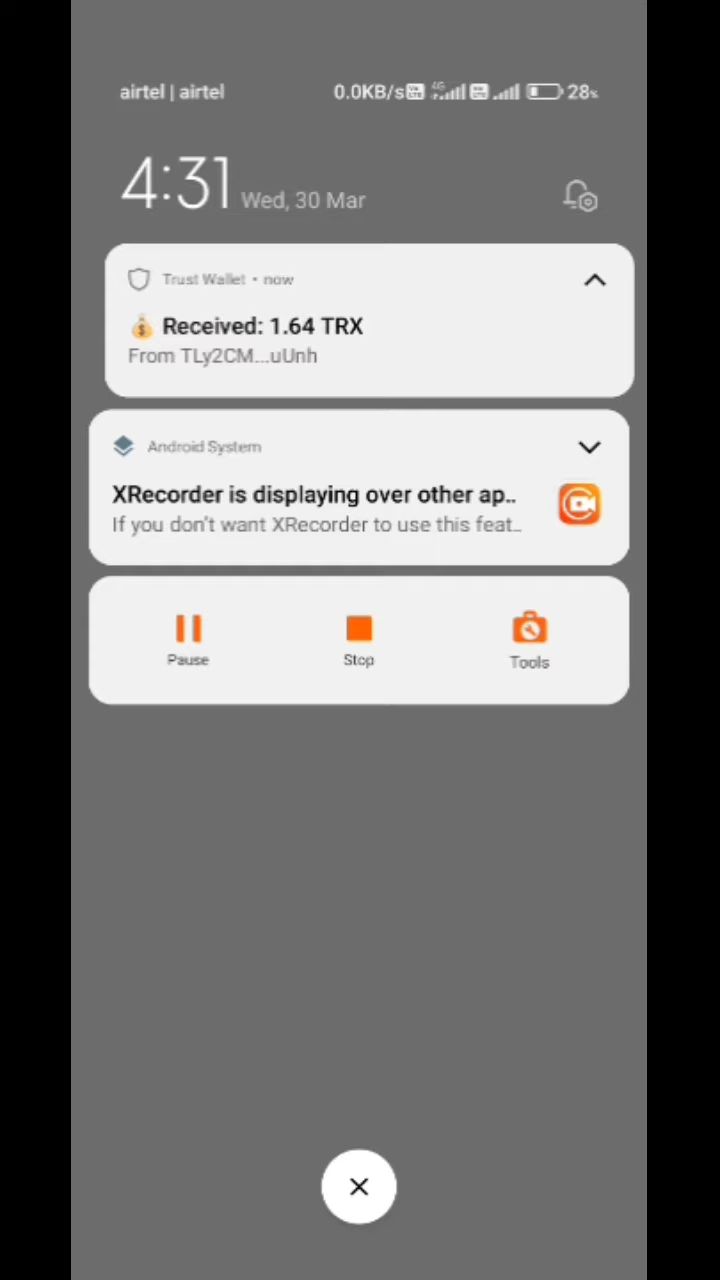 airtel | airtel 0.0KB/s 4G 28%
4:31 Wed, 30 Mar
Trust Wallet • now
💰 Received: 1.64 TRX
From TLy2CM...uUnh
Android System
XRecorder is displaying over other ap..
If you don't want XRecorder to use this feat..
Pause Stop Tools